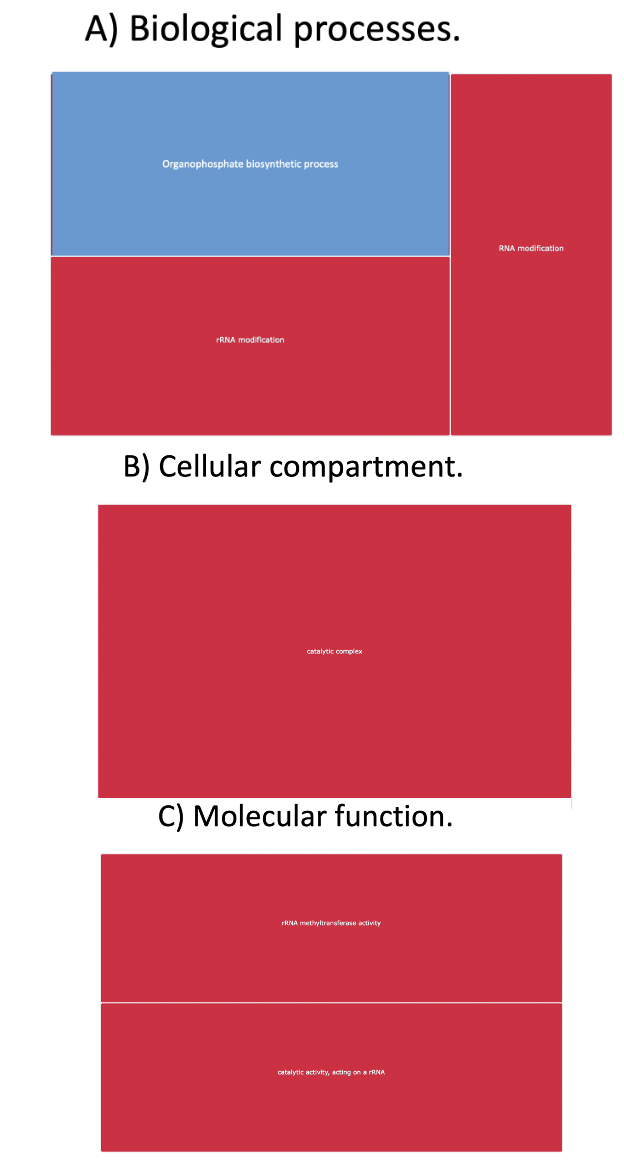 A) Biological processes.
Organophosphate biosynthetic process
RNA modification
rRNA modification
B) Cellular compartment.
catalytic complex
C) Molecular function.
rRNA methyltransferase activity
catalytic activity, acting on a rRNA